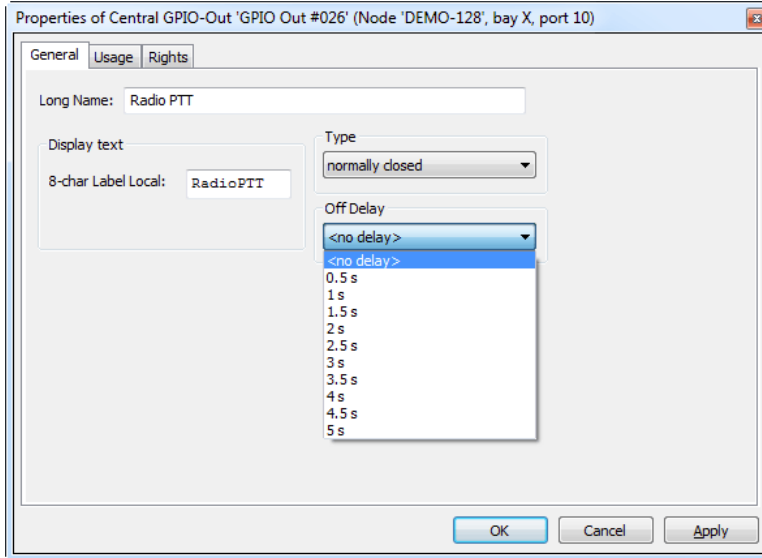 Properties of Central GPIO-Out 'GPIO Out #026' (Node 'DEMO-128', bay X, port 10)
General Usage Rights
Long Name: Radio PTT
Display text
8-char Label Local: RadioPTT
Type
normally closed
Off Delay
<no delay>
<no delay>
0.5 s
1 s
1.5 s
2 s
2.5 s
3 s
3.5 s
4 s
4.5 s
5 s
OK Cancel Apply